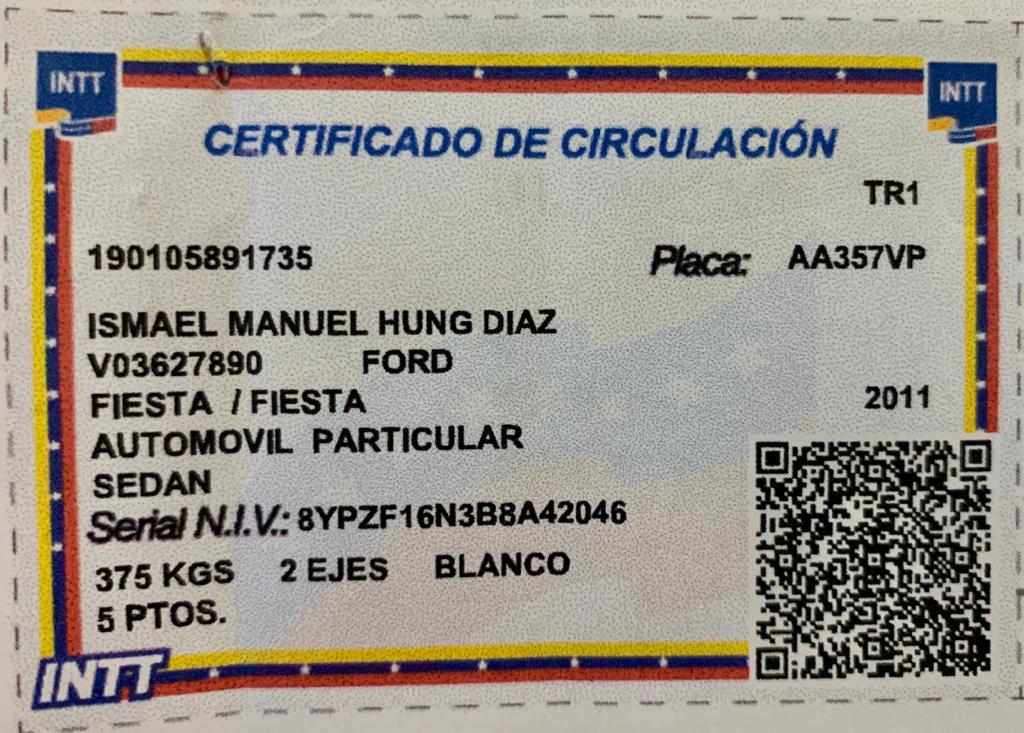 INTT
INTT
CERTIFICADO DE CIRCULACIÓN
TR1
190105891735 Placa: AA357VP
ISMAEL MANUEL HUNG DIAZ
V03627890 FORD
FIESTA / FIESTA 2011
AUTOMOVIL PARTICULAR
SEDAN
Serial N.I.V.: 8YPZF16N3B8A42046
375 KGS 2 EJES BLANCO
5 PTOS.
INTT